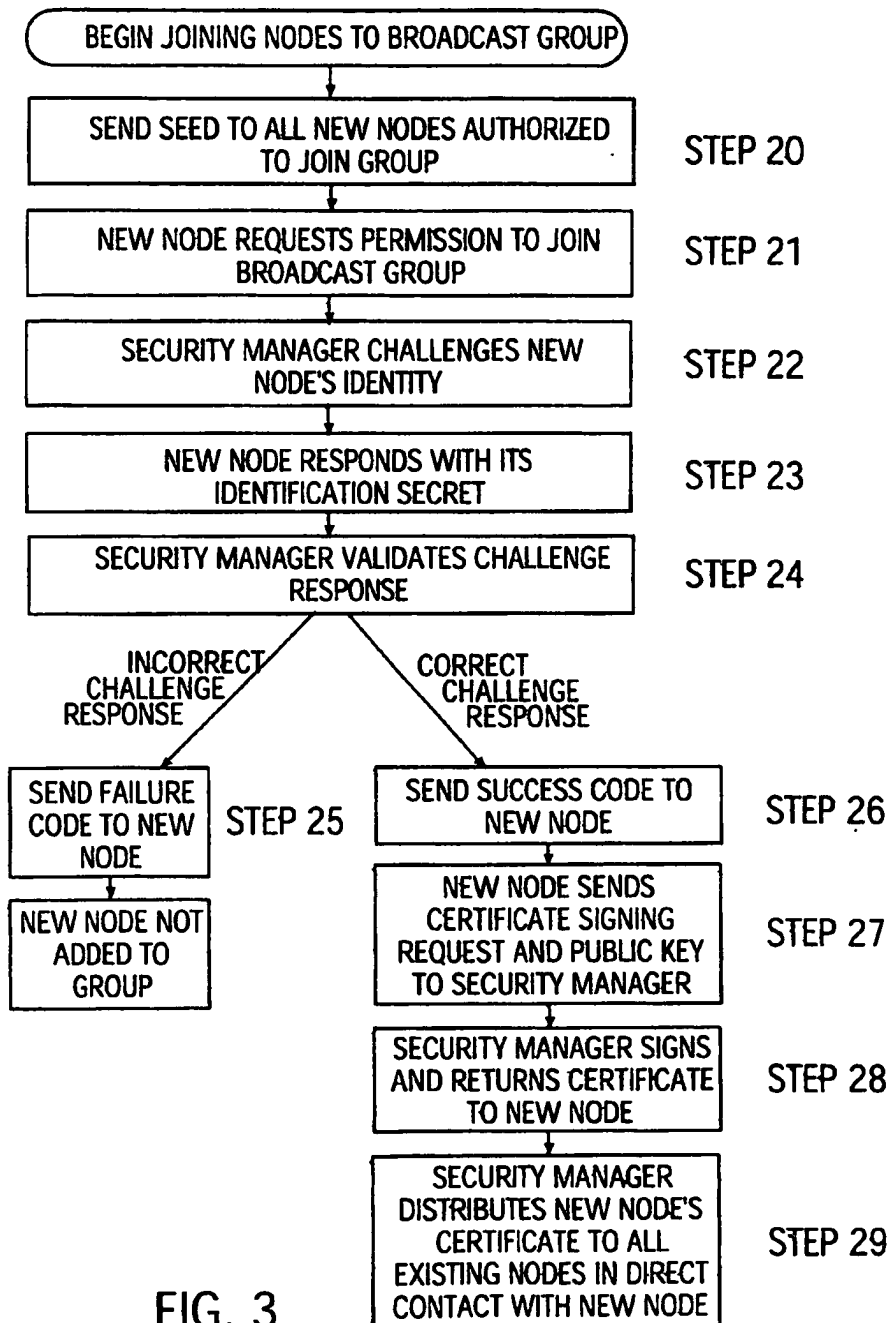 BEGIN JOINING NODES TO BROADCAST GROUP
SEND SEED TO ALL NEW NODES AUTHORIZED
TO JOIN GROUP
STEP 20
NEW NODE REQUESTS PERMISSION TO JOIN
BROADCAST GROUP
STEP 21
SECURITY MANAGER CHALLENGES NEW
NODE'S IDENTITY
STEP 22
NEW NODE RESPONDS WITH ITS
IDENTIFICATION SECRET
STEP 23
SECURITY MANAGER VALIDATES CHALLENGE
RESPONSE
STEP 24
INCORRECT
CHALLENGE
RESPONSE
CORRECT
CHALLENGE
RESPONSE
SEND FAILURE
CODE TO NEW
NODE
STEP 25
NEW NODE NOT
ADDED TO
GROUP
SEND SUCCESS CODE TO
NEW NODE
STEP 26
NEW NODE SENDS
CERTIFICATE SIGNING
REQUEST AND PUBLIC KEY
TO SECURITY MANAGER
STEP 27
SECURITY MANAGER SIGNS
AND RETURNS CERTIFICATE
TO NEW NODE
STEP 28
SECURITY MANAGER
DISTRIBUTES NEW NODE'S
CERTIFICATE TO ALL
EXISTING NODES IN DIRECT
CONTACT WITH NEW NODE
STEP 29
FIG. 3